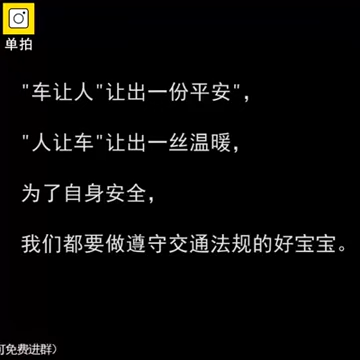 单拍
"车让人"让出一份平安",
"人让车"让出一丝温暖,
为了自身安全,
我们都要做遵守交通法规的好宝宝。
可免费进群）